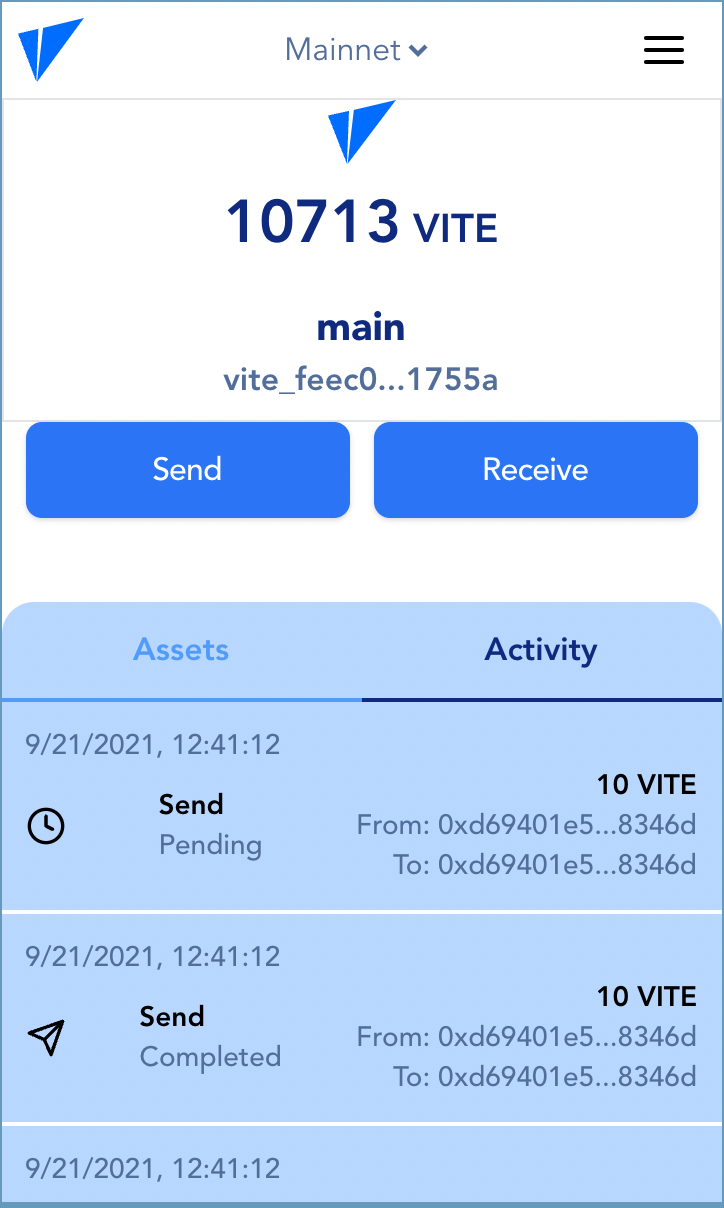 Mainnet
10713 VITE
main
vite_feec0...1755a
Send
Receive
Assets
Activity
9/21/2021, 12:41:12
Send
Pending
10 VITE
From: 0xd69401e5...8346d
To: 0xd69401e5...8346d
9/21/2021, 12:41:12
Send
Completed
10 VITE
From: 0xd69401e5...8346d
To: 0xd69401e5...8346d
9/21/2021, 12:41:12